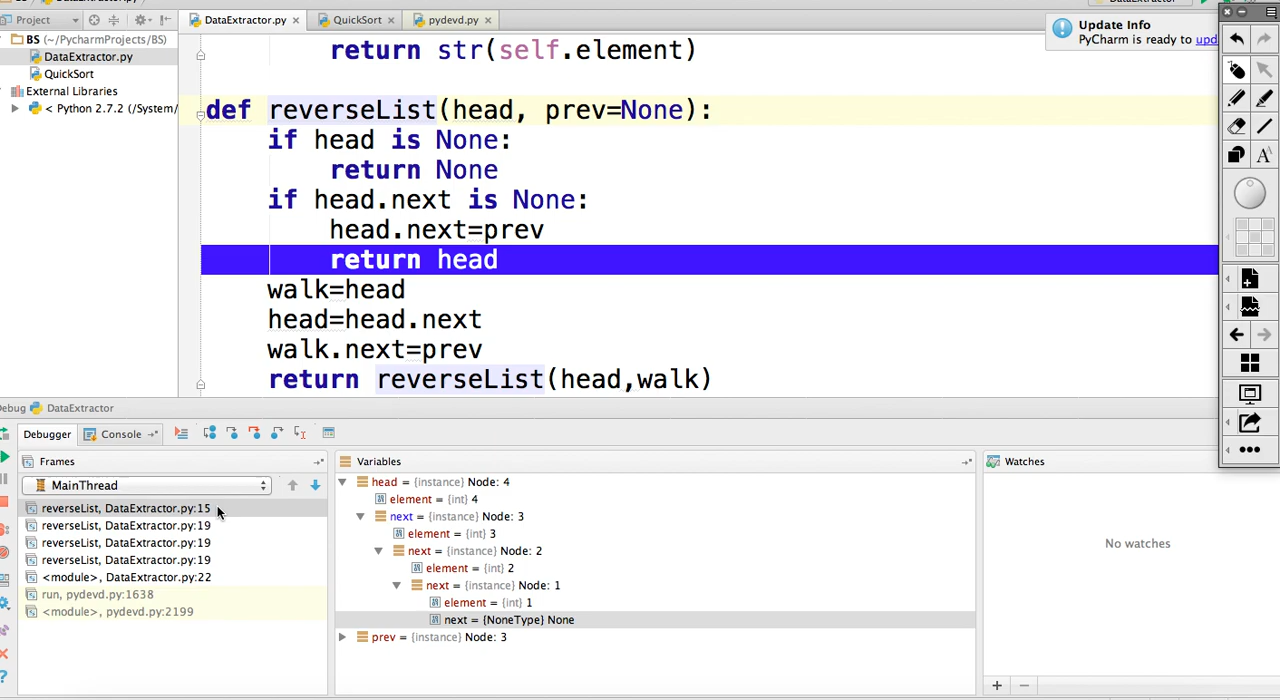 Project
DataExtractor.py
QuickSort
pydevd.py
BS (~/PycharmProjects/BS)
DataExtractor.py
QuickSort
External Libraries
< Python 2.7.2 (/System/
Update Info
PyCharm is ready to upd
return str(self.element)
def reverseList(head, prev=None):
if head is None:
return None
if head.next is None:
head.next=prev
return head
walk=head
head=head.next
walk.next=prev
return reverseList(head,walk)
ebug DataExtractor
Debugger
Console
Frames
Variables
Watches
MainThread
reverseList, DataExtractor.py:15
reverseList, DataExtractor.py:19
reverseList, DataExtractor.py:19
reverseList, DataExtractor.py:19
<module>, DataExtractor.py:22
run, pydevd.py:1638
<module>, pydevd.py:2199
head = {instance} Node: 4
element = {int} 4
next = {instance} Node: 3
element = {int} 3
next = {instance} Node: 2
element = {int} 2
next = {instance} Node: 1
element = {int} 1
next = {NoneType} None
prev = {instance} Node: 3
No watches